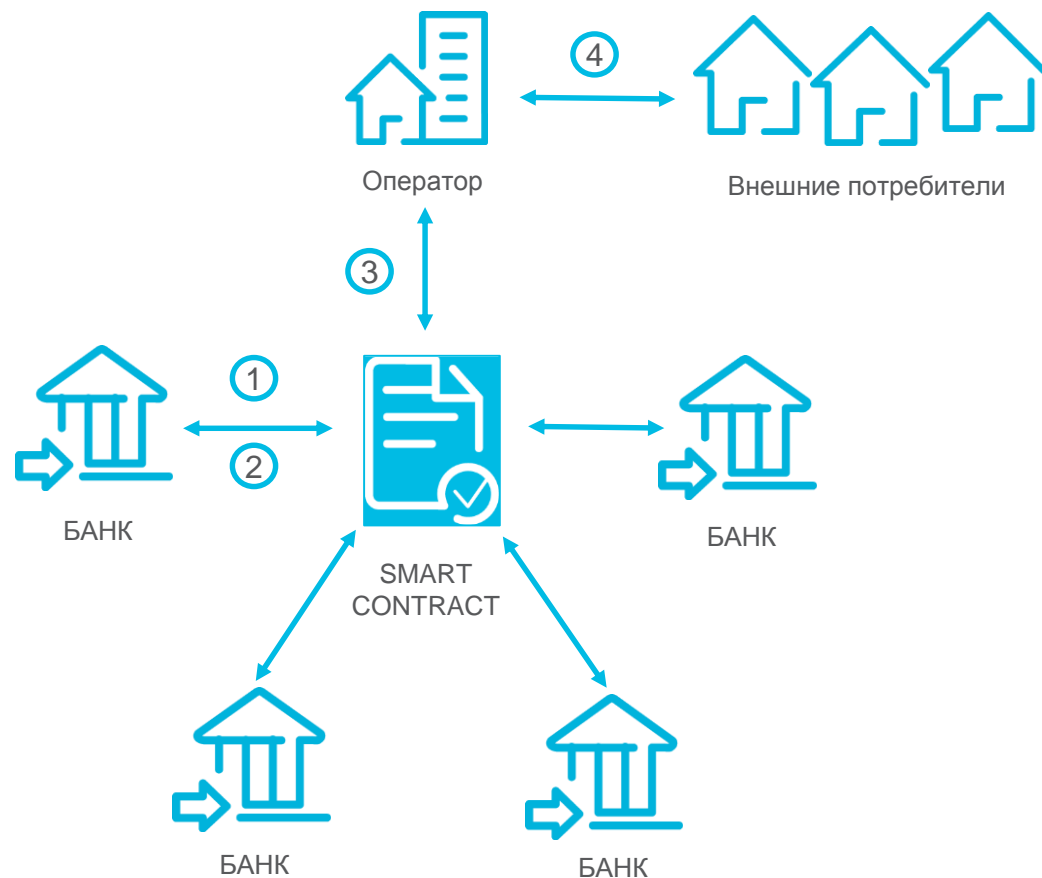 4
Оператор
Внешние потребители
3
1
2
БАНК
БАНК
SMART
CONTRACT
БАНК
БАНК